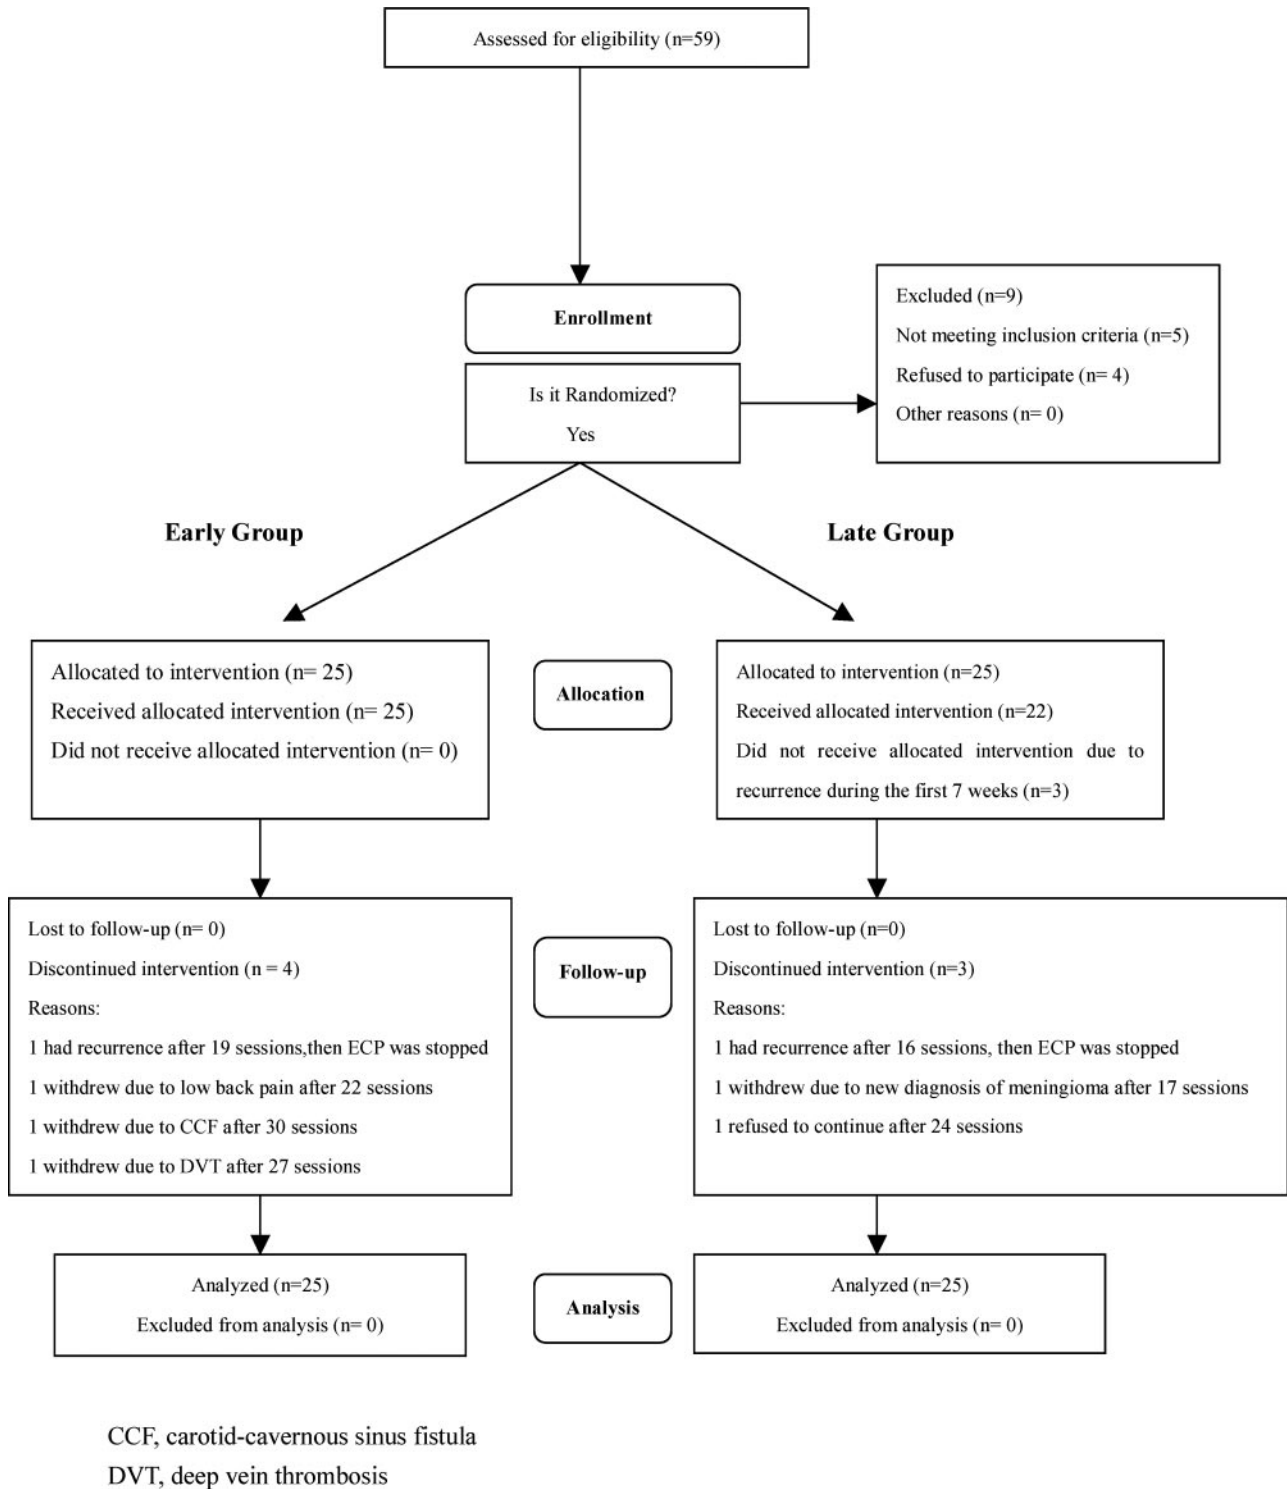 Assessed for eligibility (n=59)
Enrollment
Is it Randomized?
Yes
Excluded (n=9)
Not meeting inclusion criteria (n=5)
Refused to participate (n= 4)
Other reasons (n= 0)
Early Group
Late Group
Allocated to intervention (n= 25)
Received allocated intervention (n= 25)
Did not receive allocated intervention (n= 0)
Allocation
Allocated to intervention (n=25)
Received allocated intervention (n=22)
Did not receive allocated intervention due to
recurrence during the first 7 weeks (n=3)
Lost to follow-up (n= 0)
Discontinued intervention (n = 4)
Reasons:
1 had recurrence after 19 sessions,then ECP was stopped
1 withdrew due to low back pain after 22 sessions
1 withdrew due to CCF after 30 sessions
1 withdrew due to DVT after 27 sessions
Follow-up
Lost to follow-up (n=0)
Discontinued intervention (n=3)
Reasons:
1 had recurrence after 16 sessions, then ECP was stopped
1 withdrew due to new diagnosis of meningioma after 17 sessions
1 refused to continue after 24 sessions
Analyzed (n=25)
Excluded from analysis (n= 0)
Analysis
Analyzed (n=25)
Excluded from analysis (n= 0)
CCF, carotid-cavernous sinus fistula
DVT, deep vein thrombosis